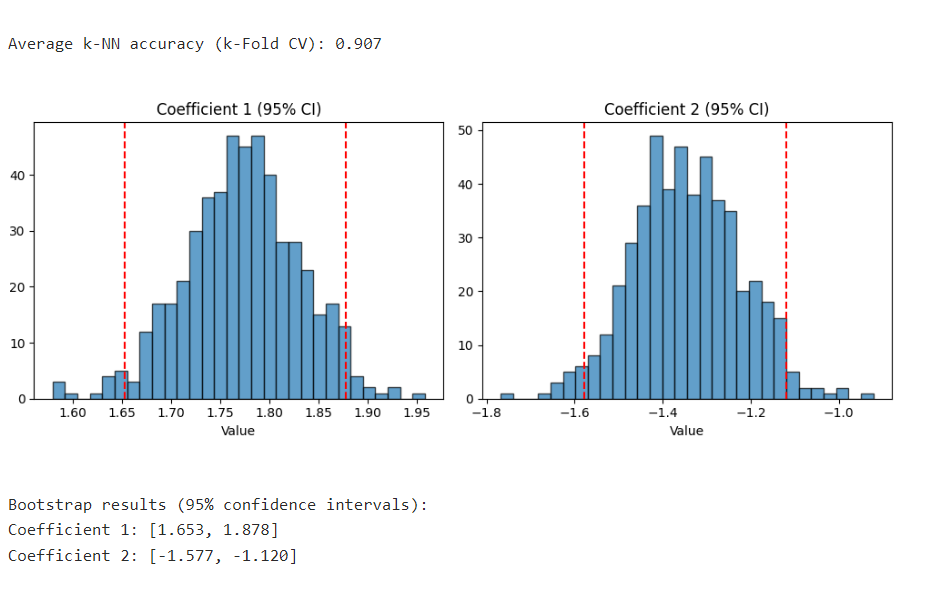 Average k-NN accuracy (k-Fold CV): 0.907
Coefficient 1 (95% CI)
40
30
20
10
0
1.60 1.65 1.70 1.75 1.80 1.85 1.90 1.95
Value
Coefficient 2 (95% CI)
50
40
30
20
10
0
−1.8 −1.6 −1.4 −1.2 −1.0
Value
Bootstrap results (95% confidence intervals):
Coefficient 1: [1.653, 1.878]
Coefficient 2: [-1.577, -1.120]